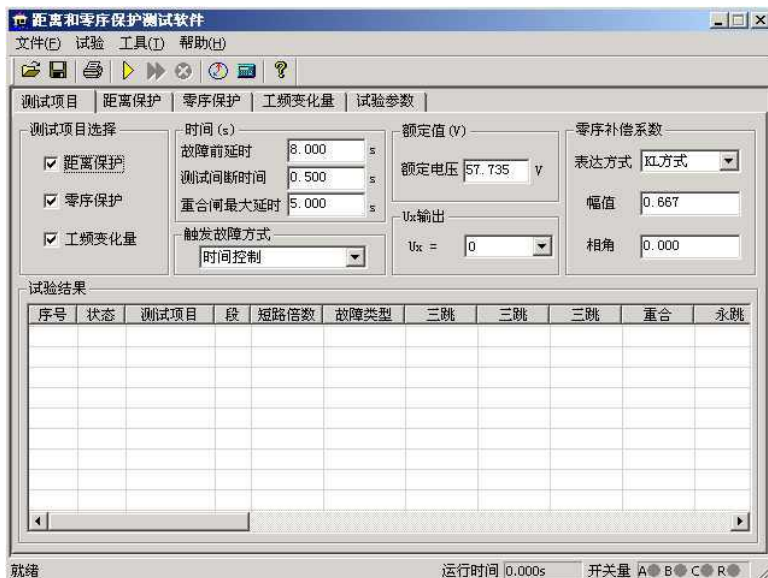 距离和零序保护测试软件
文件(F) 试验 工具(T) 帮助(H)
测试项目 距离保护 零序保护 工频变化量 试验参数
测试项目选择
距离保护
零序保护
工频变化量
时间(s)
故障前延时 8.000 s
测试间断时间 0.500 s
重合闸最大延时 5.000 s
触发故障方式
时间控制
额定值(V)
额定电压 57.735 V
Ux输出
Ux = 0
零序补偿系数
表达方式 KL方式
幅值 0.667
相角 0.000
试验结果
序号 状态 测试项目 段 短路倍数 故障类型 三跳 三跳 三跳 重合 永跳
就绪 运行时间 0.000s 开关量 A B C R